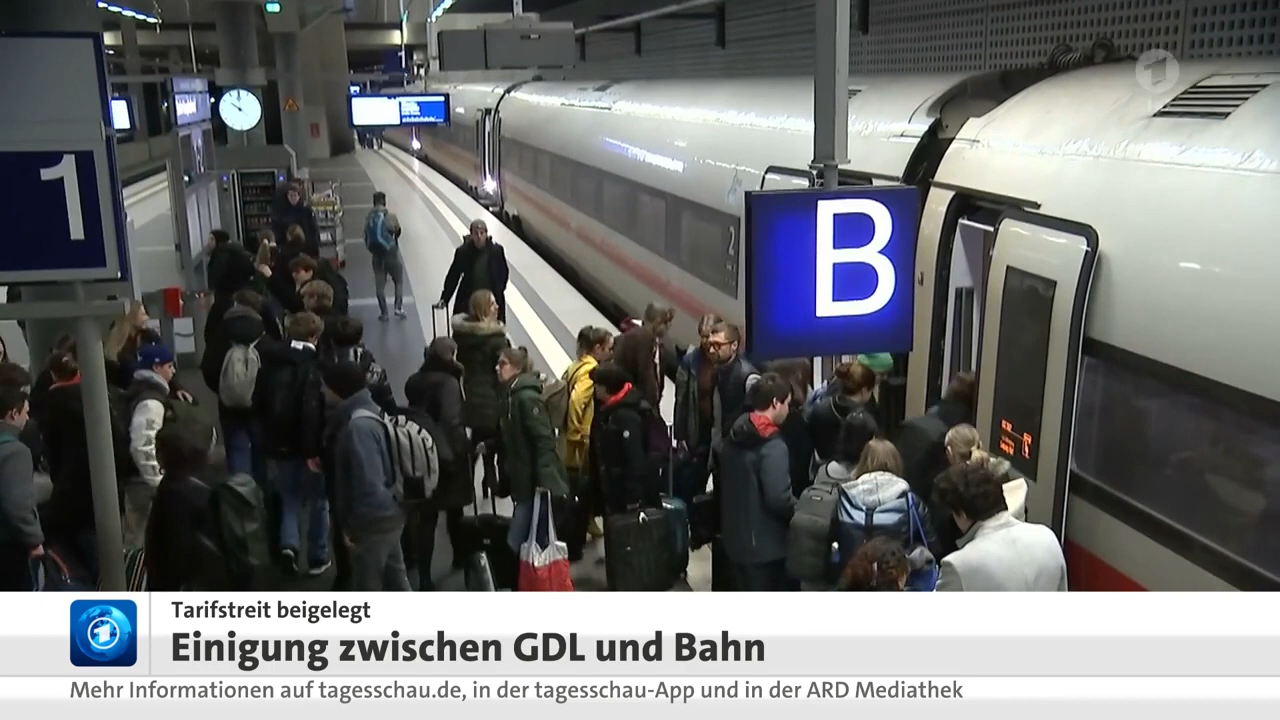 1
B
2
Tarifstreit beigelegt
Einigung zwischen GDL und Bahn
Mehr Informationen auf tagesschau.de, in der tagesschau-App und in der ARD Mediathek